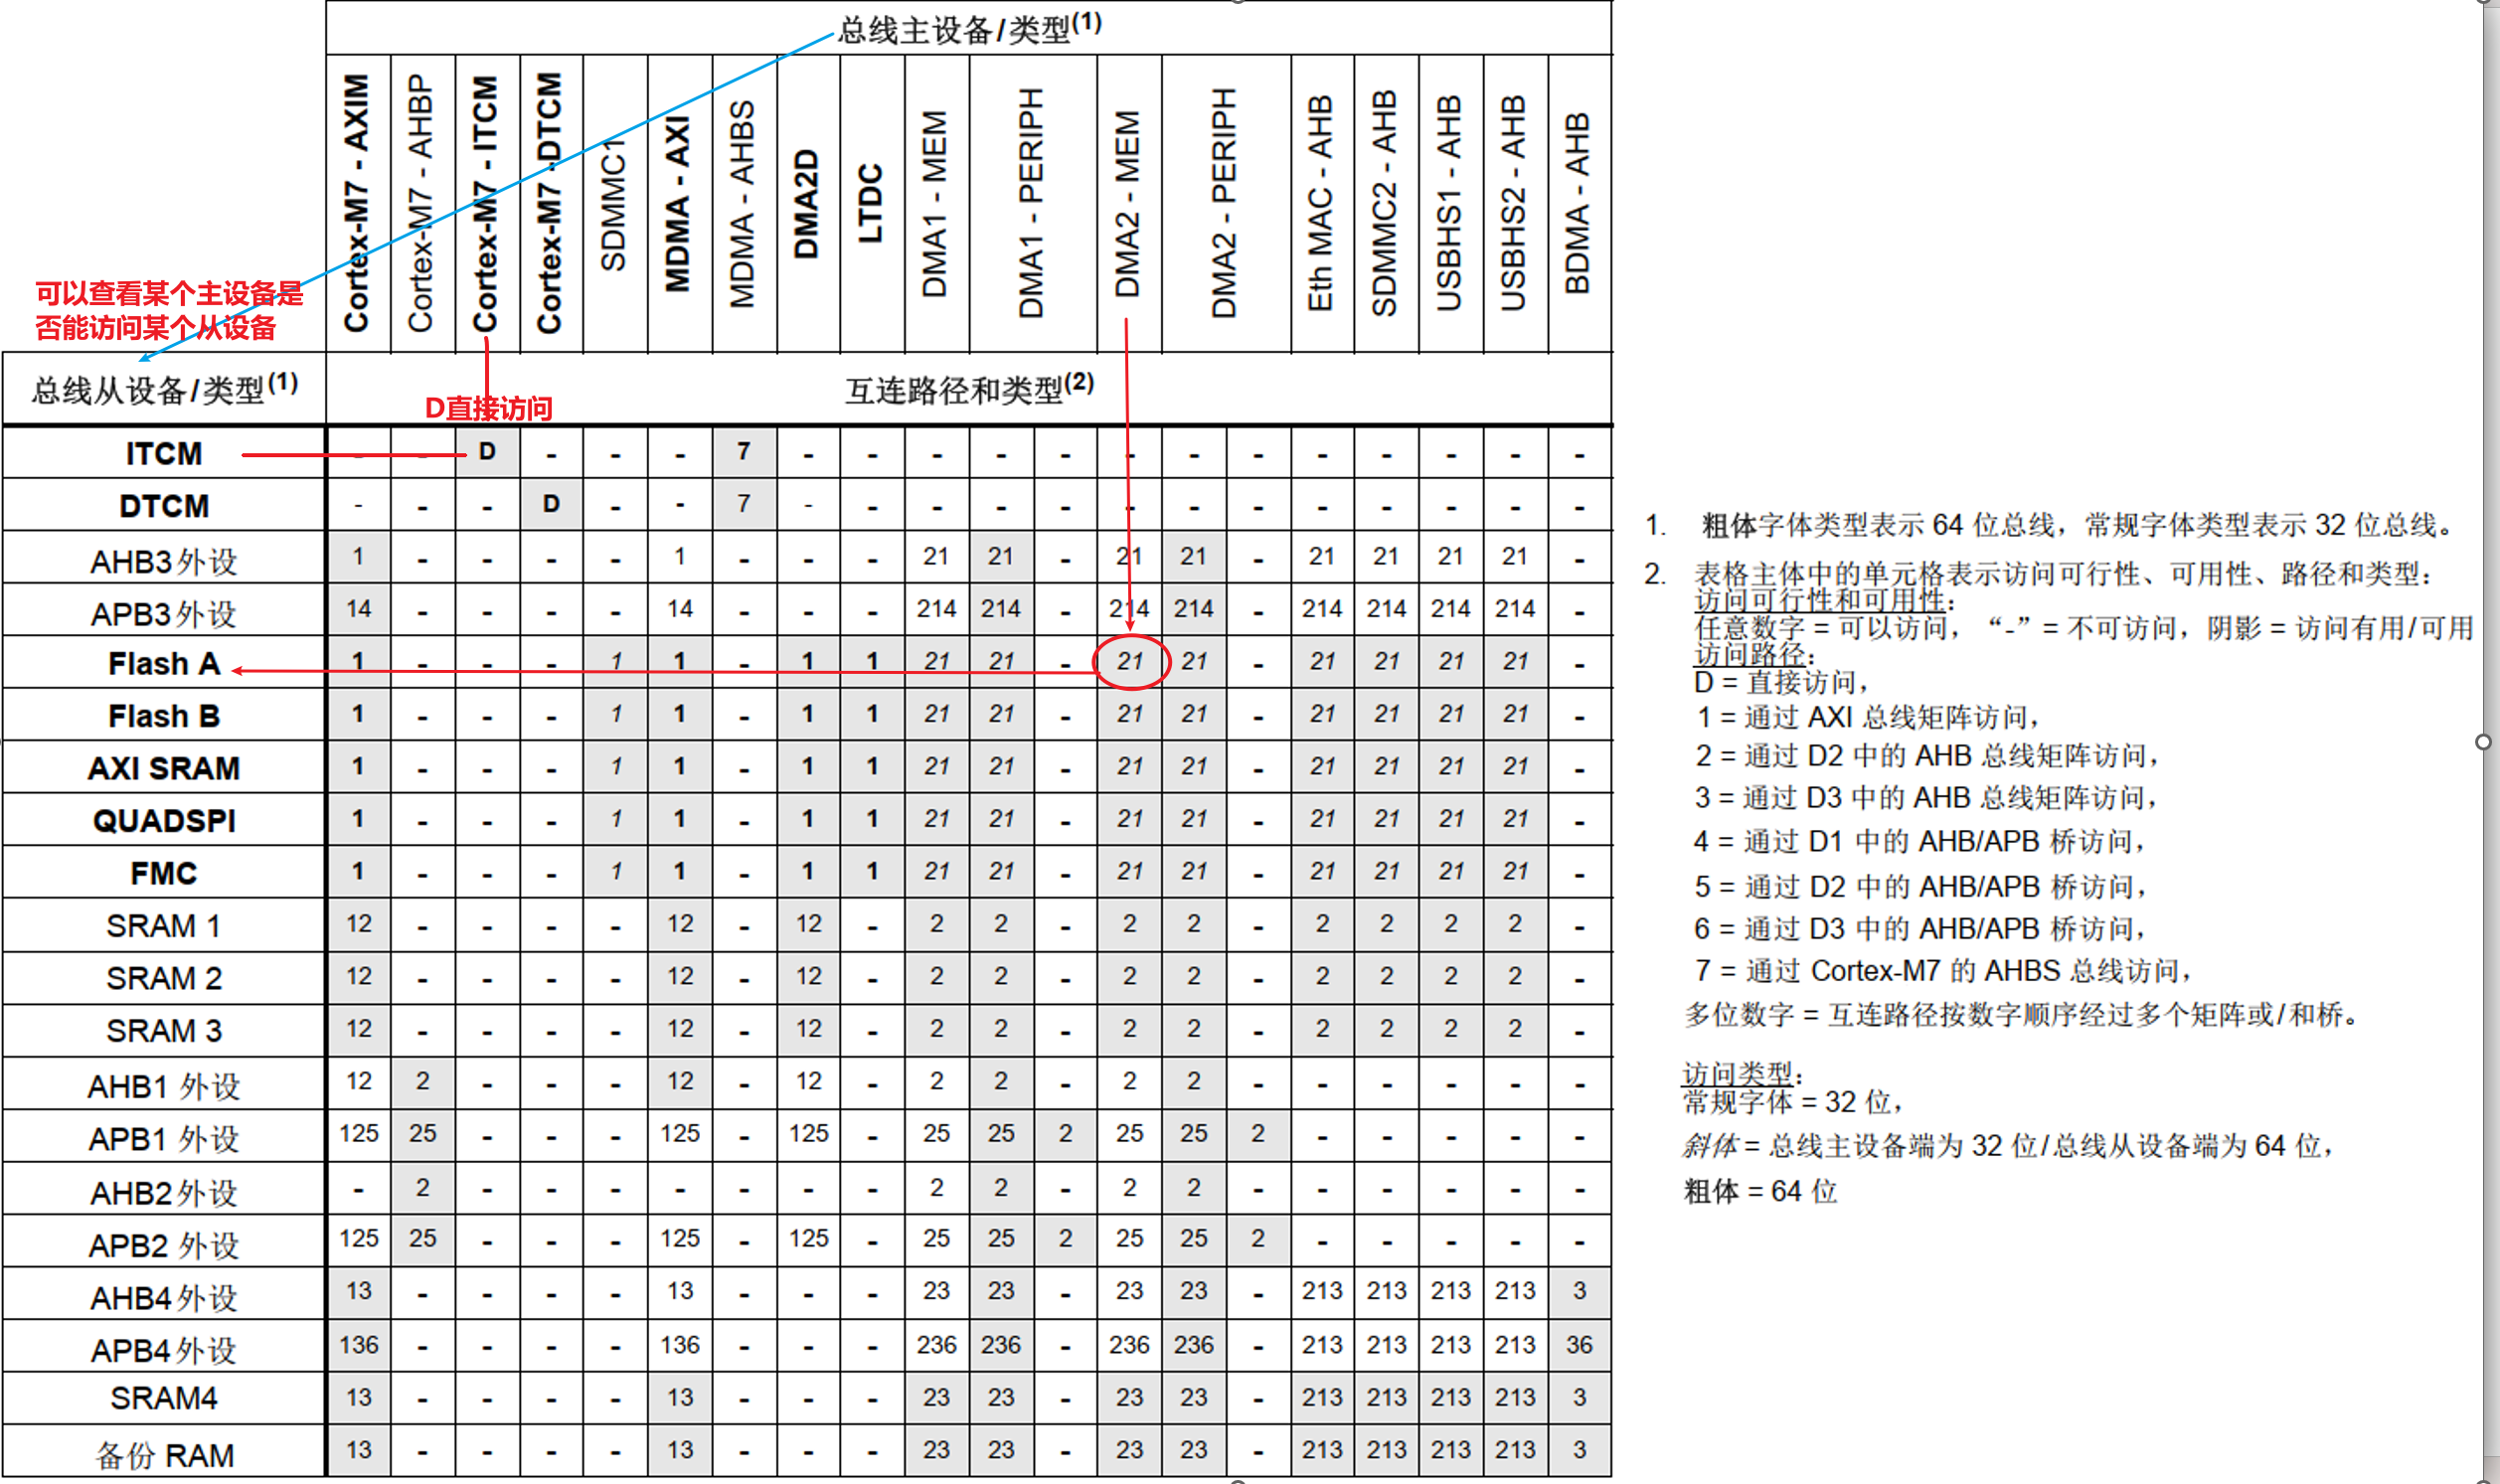 总线主设备/类型(1)
Cortex-M7 - AXIM
Cortex-M7 - AHBP
Cortex-M7 - ITCM
Cortex-M7 -DTCM
SDMMC1
MDMA - AXI
MDMA - AHBS
DMA2D
LTDC
DMA1 - MEM
DMA1 - PERIPH
DMA2 - MEM
DMA2 - PERIPH
Eth MAC - AHB
SDMMC2 - AHB
USBHS1 - AHB
USBHS2 - AHB
BDMA - AHB
可以查看某个主设备是
否能访问某个从设备
总线从设备/类型(1) 互连路径和类型(2)
D直接访问
ITCM - - D - - - 7 - - - - - - - - - - - - -
DTCM - - - D - - 7 - - - - - - - - - - - - -
AHB3外设 1 - - - - 1 - - - 21 21 - 21 21 - 21 21 21 21 -
APB3外设 14 - - - - 14 - - - 214 214 - 214 214 - 214 214 214 214 -
Flash A 1 - - - 1 1 - 1 1 21 21 - 21 21 - 21 21 21 21 -
Flash B 1 - - - 1 1 - 1 1 21 21 - 21 21 - 21 21 21 21 -
AXI SRAM 1 - - - 1 1 - 1 1 21 21 - 21 21 - 21 21 21 21 -
QUADSPI 1 - - - 1 1 - 1 1 21 21 - 21 21 - 21 21 21 21 -
FMC 1 - - - 1 1 - 1 1 21 21 - 21 21 - 21 21 21 21 -
SRAM 1 12 - - - - 12 - 12 - 2 2 - 2 2 - 2 2 2 2 -
SRAM 2 12 - - - - 12 - 12 - 2 2 - 2 2 - 2 2 2 2 -
SRAM 3 12 - - - - 12 - 12 - 2 2 - 2 2 - 2 2 2 2 -
AHB1 外设 12 2 - - - 12 - 12 - 2 2 - 2 2 - - - - - -
APB1 外设 125 25 - - - 125 - 125 - 25 25 2 25 25 2 - - - - -
AHB2外设 - 2 - - - - - - - 2 2 - 2 2 - - - - - -
APB2 外设 125 25 - - - 125 - 125 - 25 25 2 25 25 2 - - - - -
AHB4外设 13 - - - - 13 - - - 23 23 - 23 23 - 213 213 213 213 3
APB4外设 136 - - - - 136 - - - 236 236 - 236 236 - 213 213 213 213 36
SRAM4 13 - - - - 13 - - - 23 23 - 23 23 - 213 213 213 213 3
备份 RAM 13 - - - - 13 - - - 23 23 - 23 23 - 213 213 213 213 3
1. 粗体字体类型表示 64 位总线，常规字体类型表示 32 位总线。
2. 表格主体中的单元格表示访问可行性、可用性、路径和类型：
访问可行性和可用性：
任意数字 = 可以访问，“-”= 不可访问，阴影 = 访问有用/可用
访问路径：
D = 直接访问，
1 = 通过 AXI 总线矩阵访问，
2 = 通过 D2 中的 AHB 总线矩阵访问，
3 = 通过 D3 中的 AHB 总线矩阵访问，
4 = 通过 D1 中的 AHB/APB 桥访问，
5 = 通过 D2 中的 AHB/APB 桥访问，
6 = 通过 D3 中的 AHB/APB 桥访问，
7 = 通过 Cortex-M7 的 AHBS 总线访问，
多位数字 = 互连路径按数字顺序经过多个矩阵或/和桥。
访问类型：
常规字体 = 32 位，
斜体 = 总线主设备端为 32 位/总线从设备端为 64 位，
粗体 = 64 位